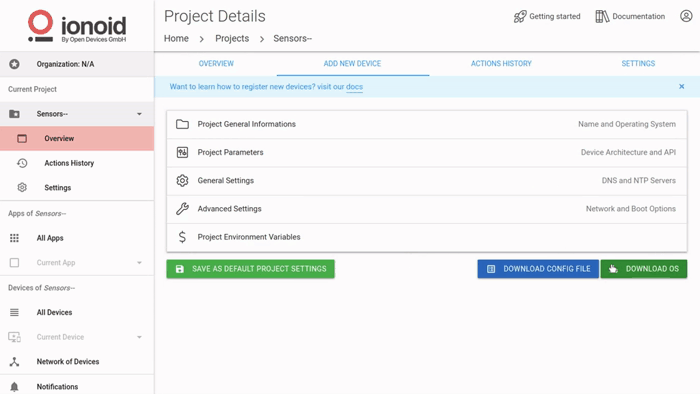 ionoid
By Open Devices GmbH
Organization: N/A
Current Project
Sensors--
Overview
Actions History
Settings
Apps of Sensors--
All Apps
Current App
Devices of Sensors--
All Devices
Current Device
Network of Devices
Notifications
Project Details
Getting started
Documentation
Home > Projects > Sensors--
OVERVIEW ADD NEW DEVICE ACTIONS HISTORY SETTINGS
Want to learn how to register new devices? visit our docs
Project General Informations Name and Operating System
Project Parameters Device Architecture and API
General Settings DNS and NTP Servers
Advanced Settings Network and Boot Options
Project Environment Variables
SAVE AS DEFAULT PROJECT SETTINGS DOWNLOAD CONFIG FILE DOWNLOAD OS